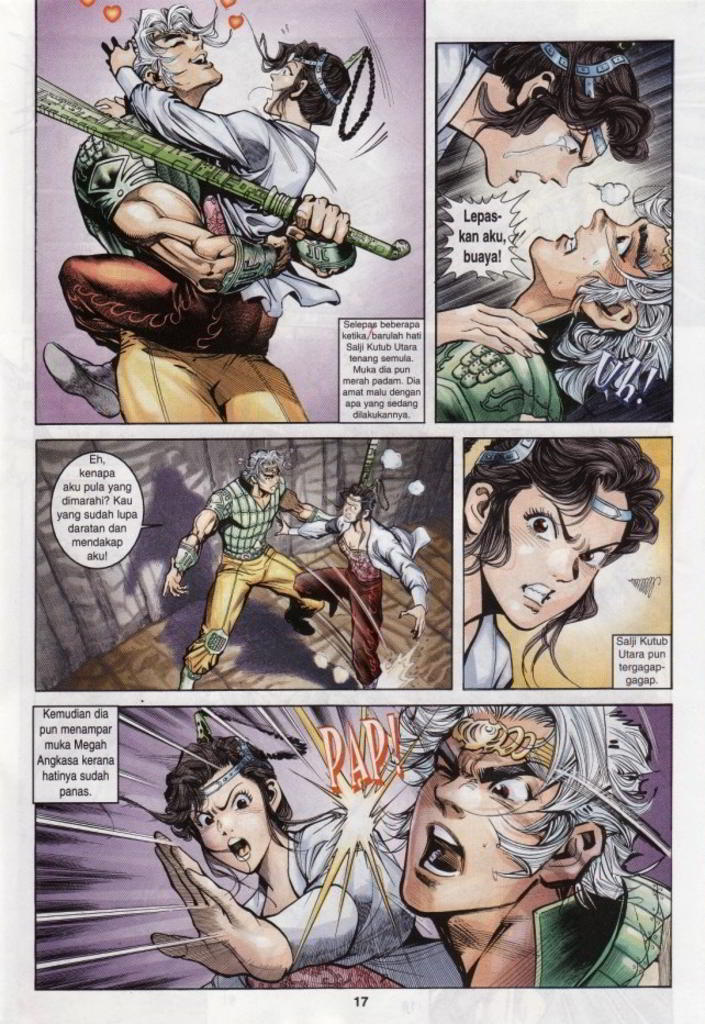 Selepas beberapa
ketika, barulah hati
Salji Kutub Utara
tenang semula.
Muka dia pun
merah padam. Dia
amat malu dengan
apa yang sedang
dilakukannya.
Lepas-
kan aku,
buaya!
Uh!
Eh,
kenapa
aku pula yang
dimarahi? Kau
yang sudah lupa
daratan dan
mendakap
aku!
Salji Kutub
Utara pun
tergagap-
gagap.
Kemudian dia
pun menampar
muka Megah
Angkasa kerana
hatinya sudah
panas.
PAP!
17